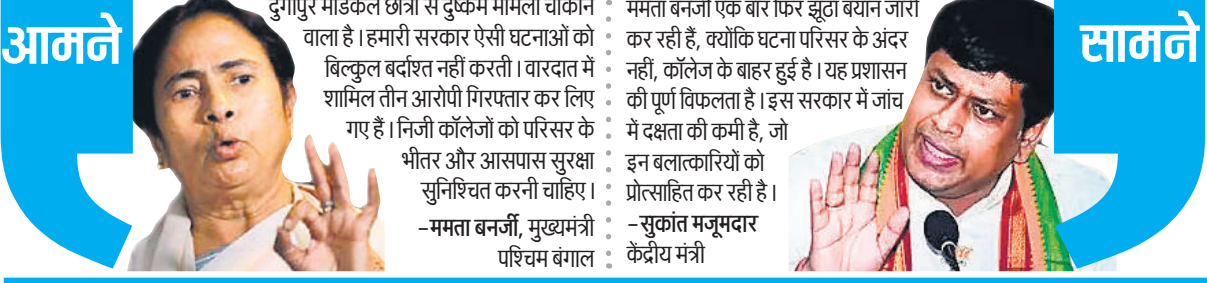 आमने
दुर्गापुर मेडिकल छात्रा से दुष्कर्म मामला चौंकाने
वाला है। हमारी सरकार ऐसी घटनाओं को
बिल्कुल बर्दाश्त नहीं करती। वारदात में
शामिल तीन आरोपी गिरफ्तार कर लिए
गए हैं। निजी कॉलेजों को परिसर के
भीतर और आसपास सुरक्षा
सुनिश्चित करनी चाहिए।
–ममता बनर्जी, मुख्यमंत्री
पश्चिम बंगाल
ममता बनर्जी एक बार फिर झूठा बयान जारी
कर रही हैं, क्योंकि घटना परिसर के अंदर
नहीं, कॉलेज के बाहर हुई है। यह प्रशासन
की पूर्ण विफलता है। इस सरकार में जांच
में दक्षता की कमी है, जो
इन बलात्कारियों को
प्रोत्साहित कर रही है।
–सुकांत मजूमदार
केंद्रीय मंत्री
सामने